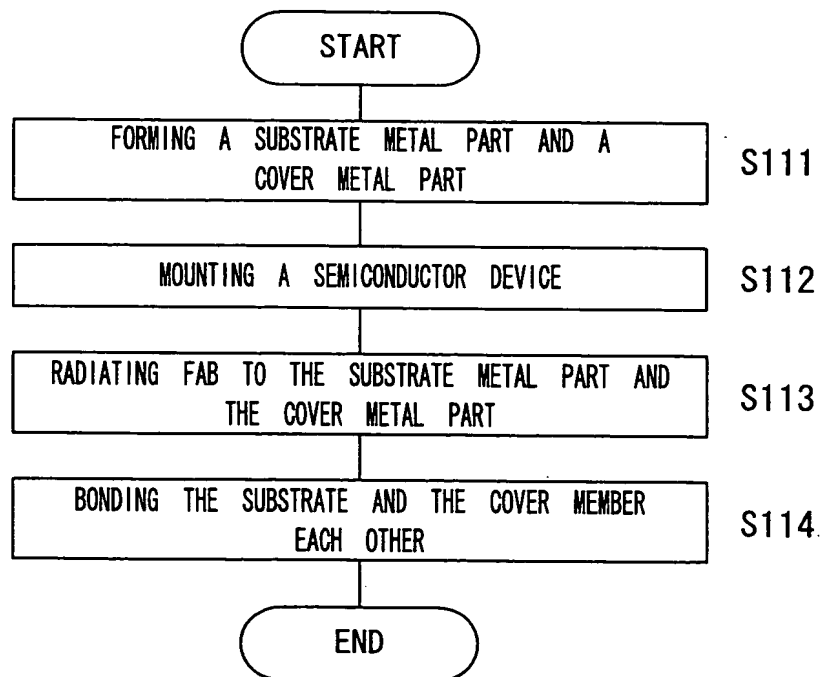 START
FORMING A SUBSTRATE METAL PART AND A
COVER METAL PART
S111
MOUNTING A SEMICONDUCTOR DEVICE
S112
RADIATING FAB TO THE SUBSTRATE METAL PART AND
THE COVER METAL PART
S113
BONDING THE SUBSTRATE AND THE COVER MEMBER
EACH OTHER
S114
END